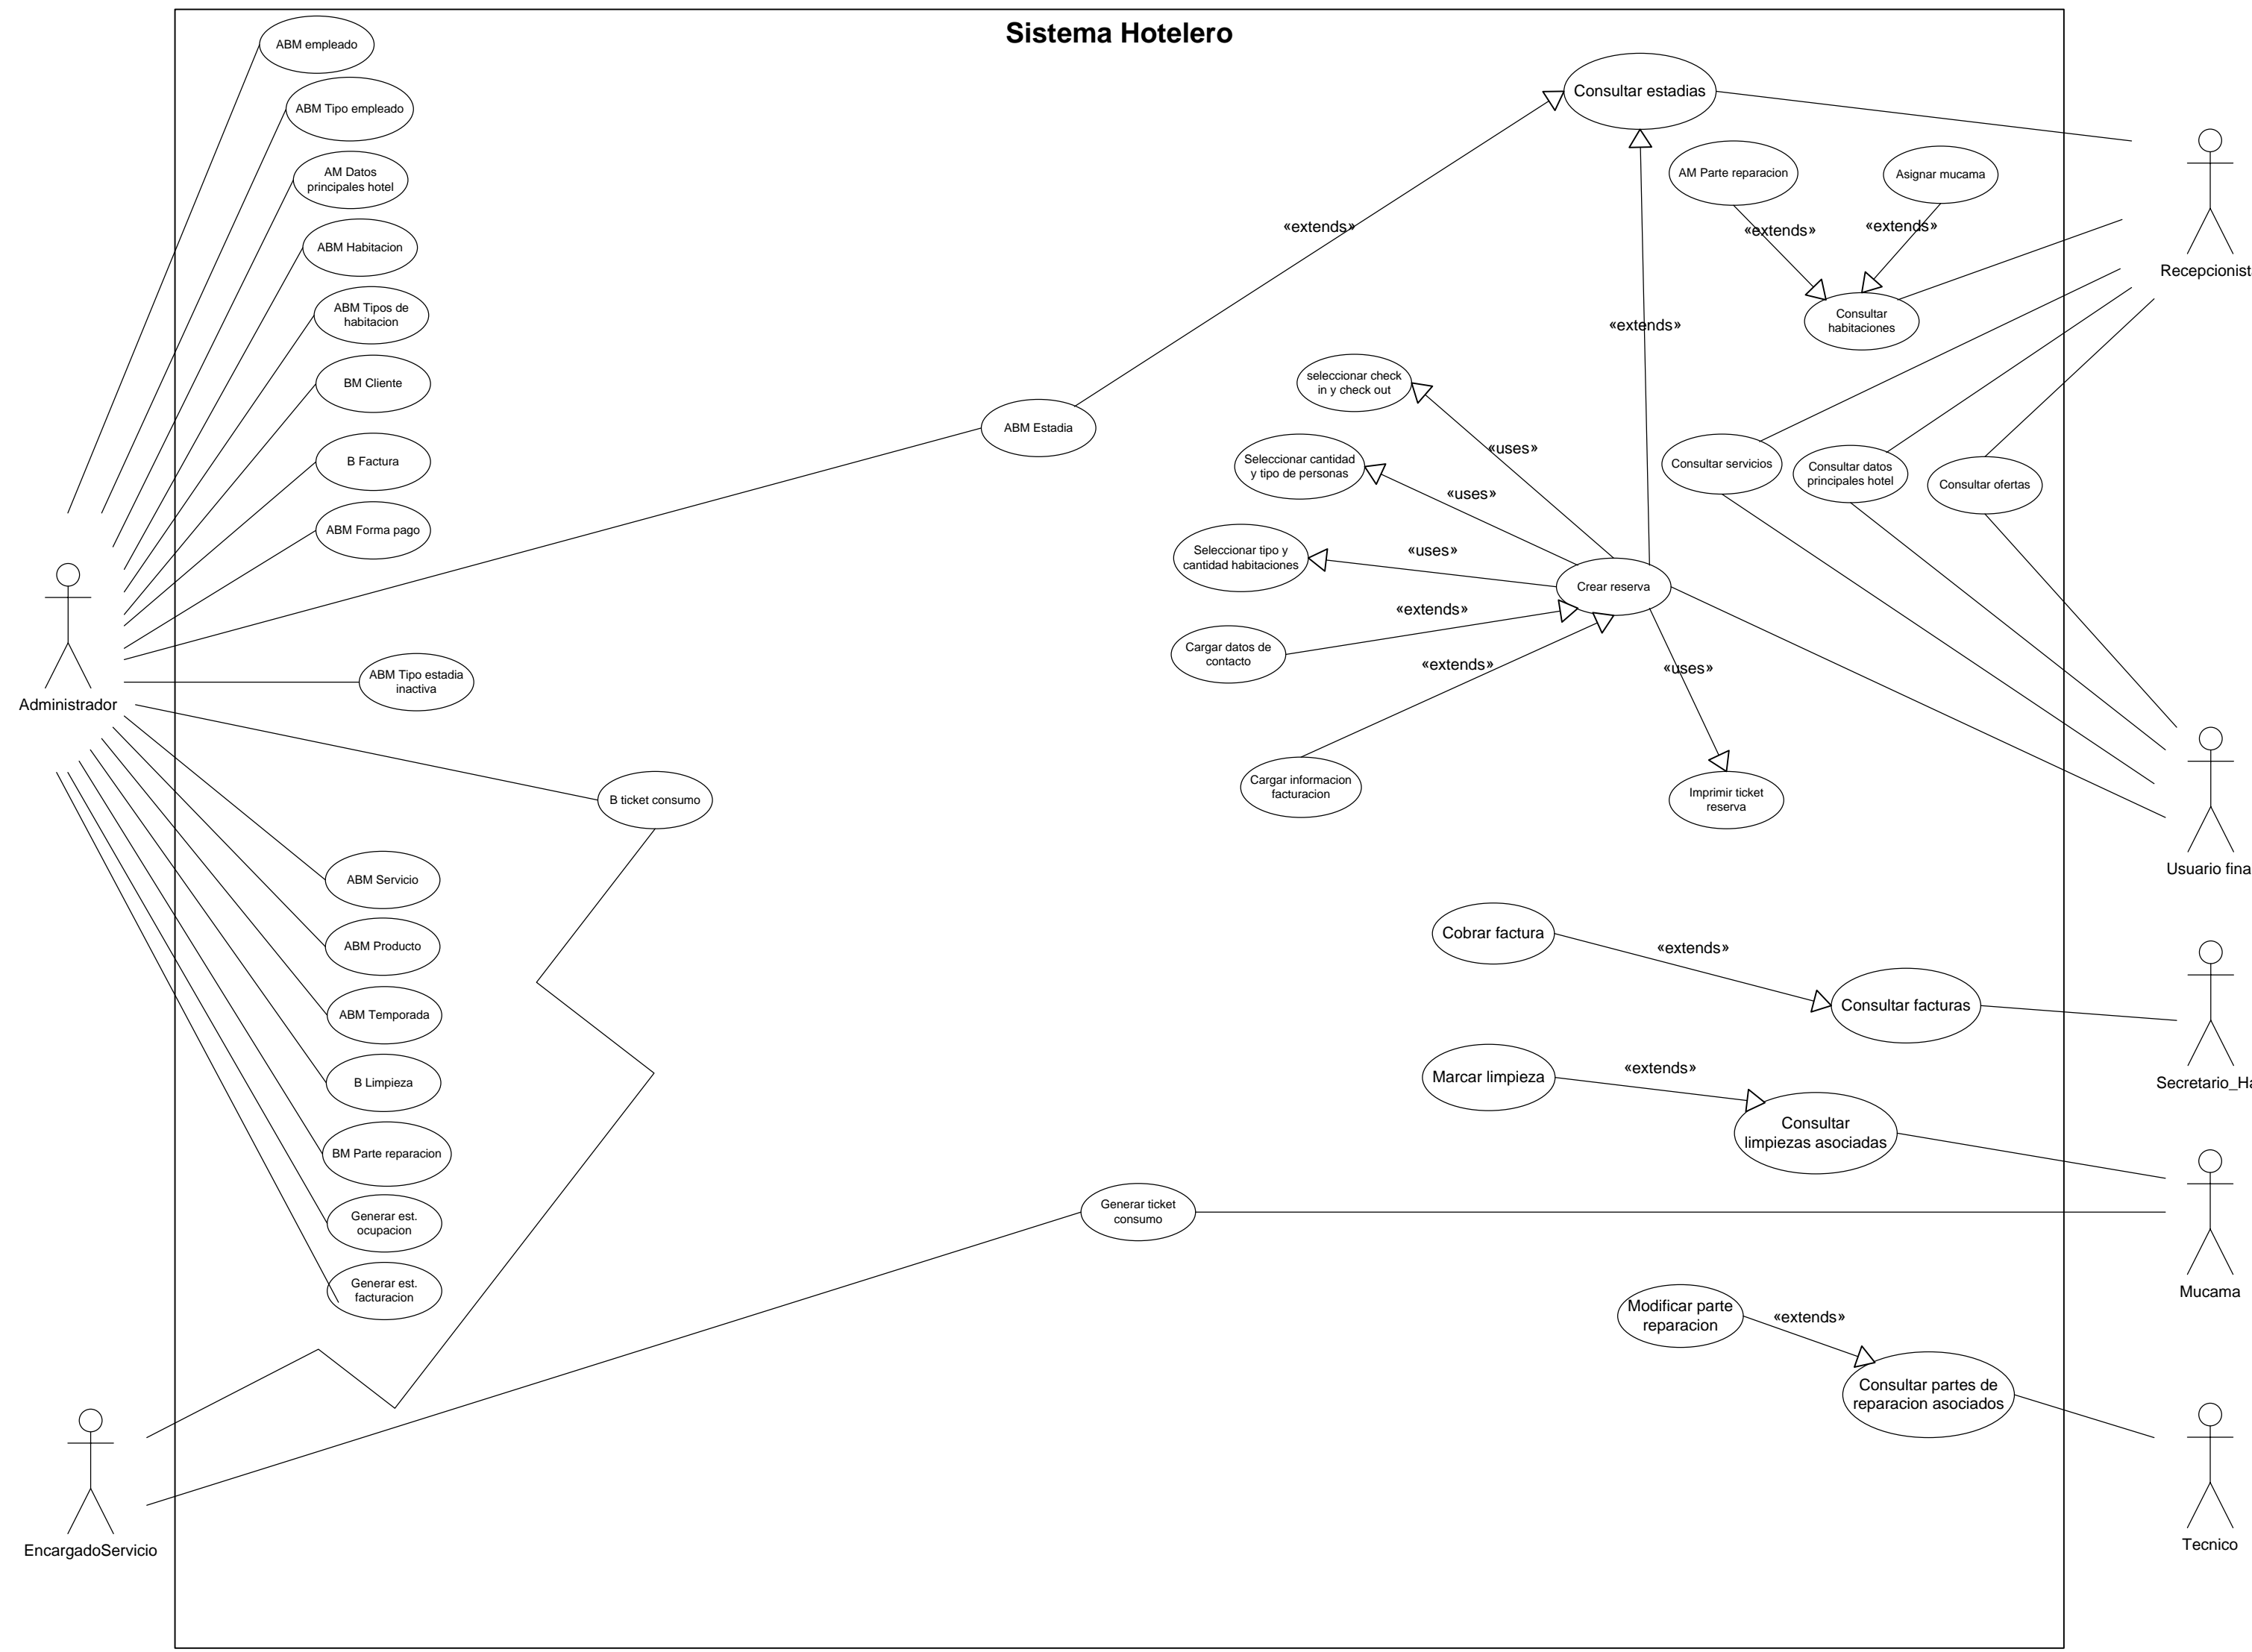 Sistema Hotelero
ABM empleado
ABM Tipo empleado
AM Datos
principales hotel
ABM Habitacion
ABM Tipos de
habitacion
BM Cliente
B Factura
ABM Forma pago
Administrador
ABM Tipo estadia
inactiva
B ticket consumo
ABM Servicio
ABM Producto
ABM Temporada
B Limpieza
BM Parte reparacion
Generar est.
ocupacion
Generar est.
facturacion
EncargadoServicio
ABM Estadia
«extends»
Consultar estadias
«extends»
AM Parte reparacion
Asignar mucama
«extends»
«extends»
Consultar
habitaciones
Recepcionist
seleccionar check
in y check out
«uses»
Seleccionar cantidad
y tipo de personas
«uses»
Seleccionar tipo y
cantidad habitaciones
«uses»
Crear reserva
Cargar datos de
contacto
«extends»
Cargar informacion
facturacion
«extends»
«uses»
Imprimir ticket
reserva
Consultar servicios
Consultar datos
principales hotel
Consultar ofertas
Usuario fina
Cobrar factura
«extends»
Consultar facturas
Secretario_Ha
Marcar limpieza
«extends»
Consultar
limpiezas asociadas
Generar ticket
consumo
Mucama
Modificar parte
reparacion
«extends»
Consultar partes de
reparacion asociados
Tecnico